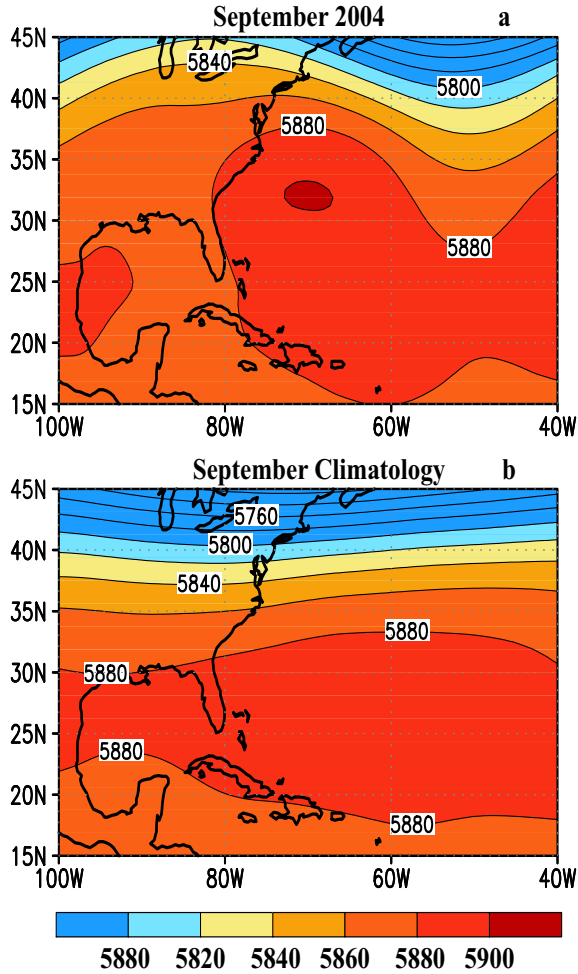 September 2004 a
45N
5840
5800
40N
5880
35N
30N
5880
25N
20N
15N
100W 80W 60W 40W
September Climatology b
45N
5760
5800
40N
5840
35N
5880
30N 5880
25N
5880
20N
5880
15N
100W 80W 60W 40W
5880 5820 5840 5860 5880 5900